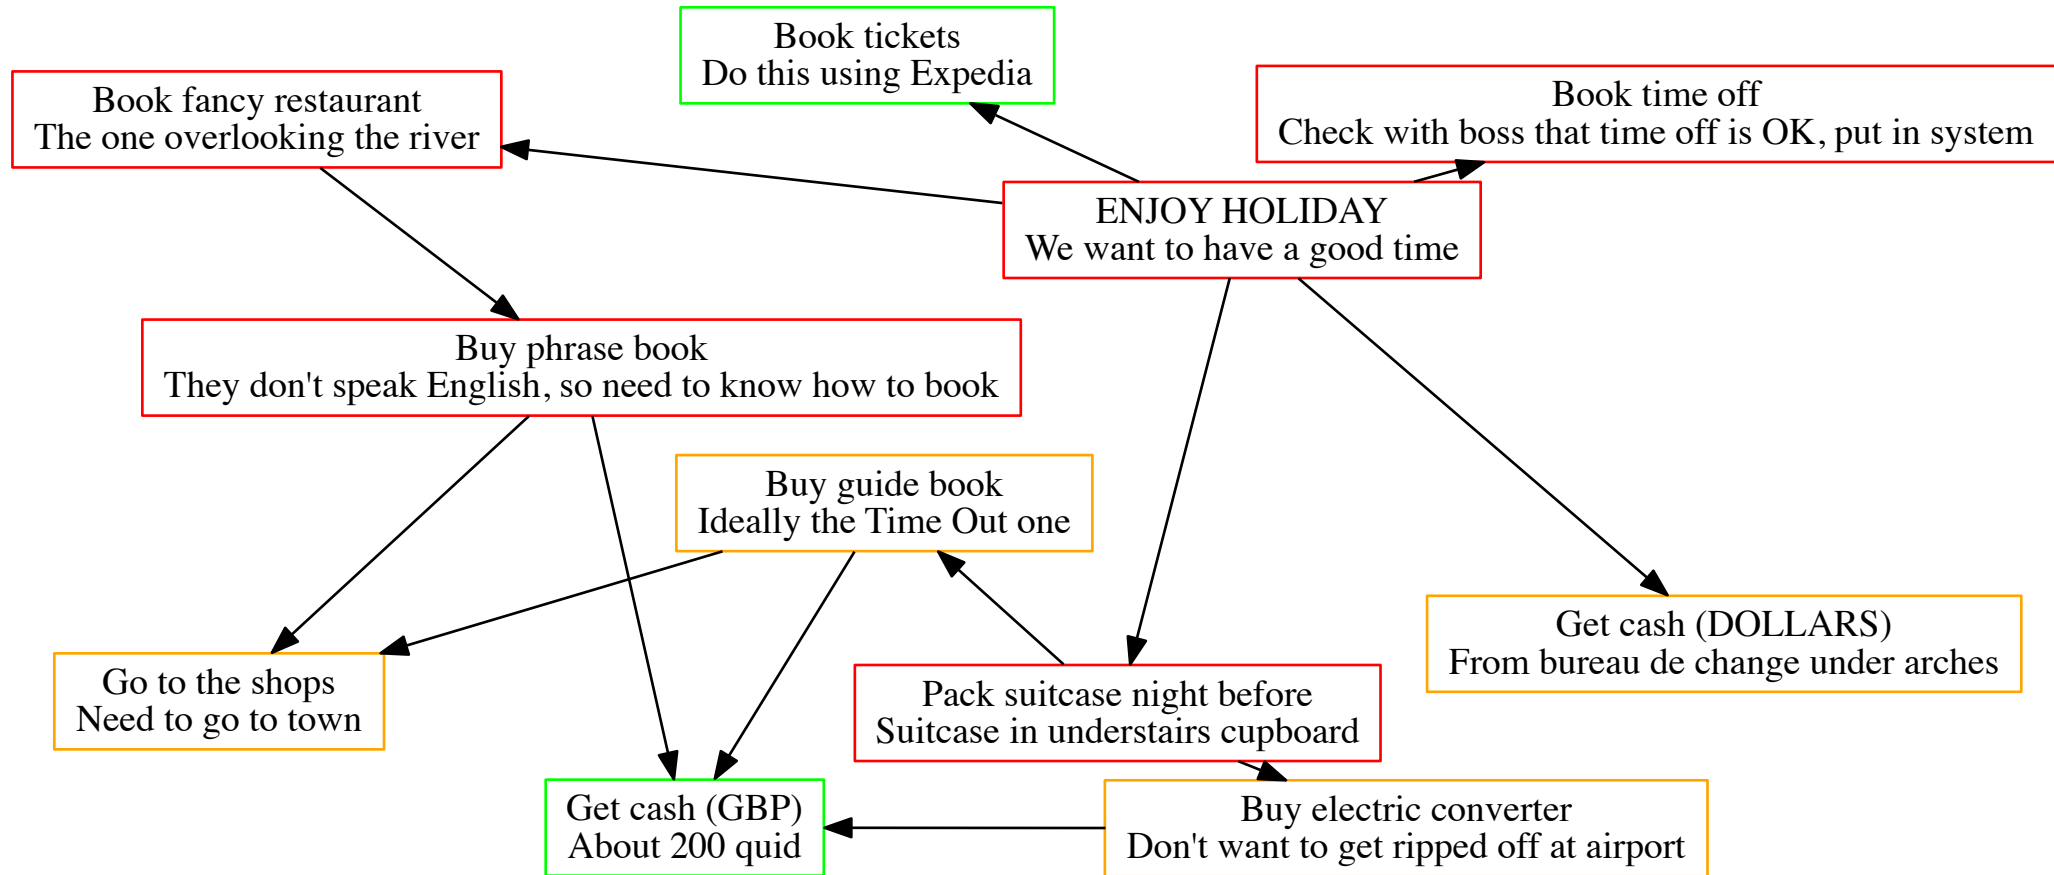 Book tickets
Do this using Expedia
Book fancy restaurant
The one overlooking the river
Book time off
Check with boss that time off is OK, put in system
ENJOY HOLIDAY
We want to have a good time
Buy phrase book
They don't speak English, so need to know how to book
Buy guide book
Ideally the Time Out one
Get cash (DOLLARS)
From bureau de change under arches
Go to the shops
Need to go to town
Pack suitcase night before
Suitcase in understairs cupboard
Get cash (GBP)
About 200 quid
Buy electric converter
Don't want to get ripped off at airport